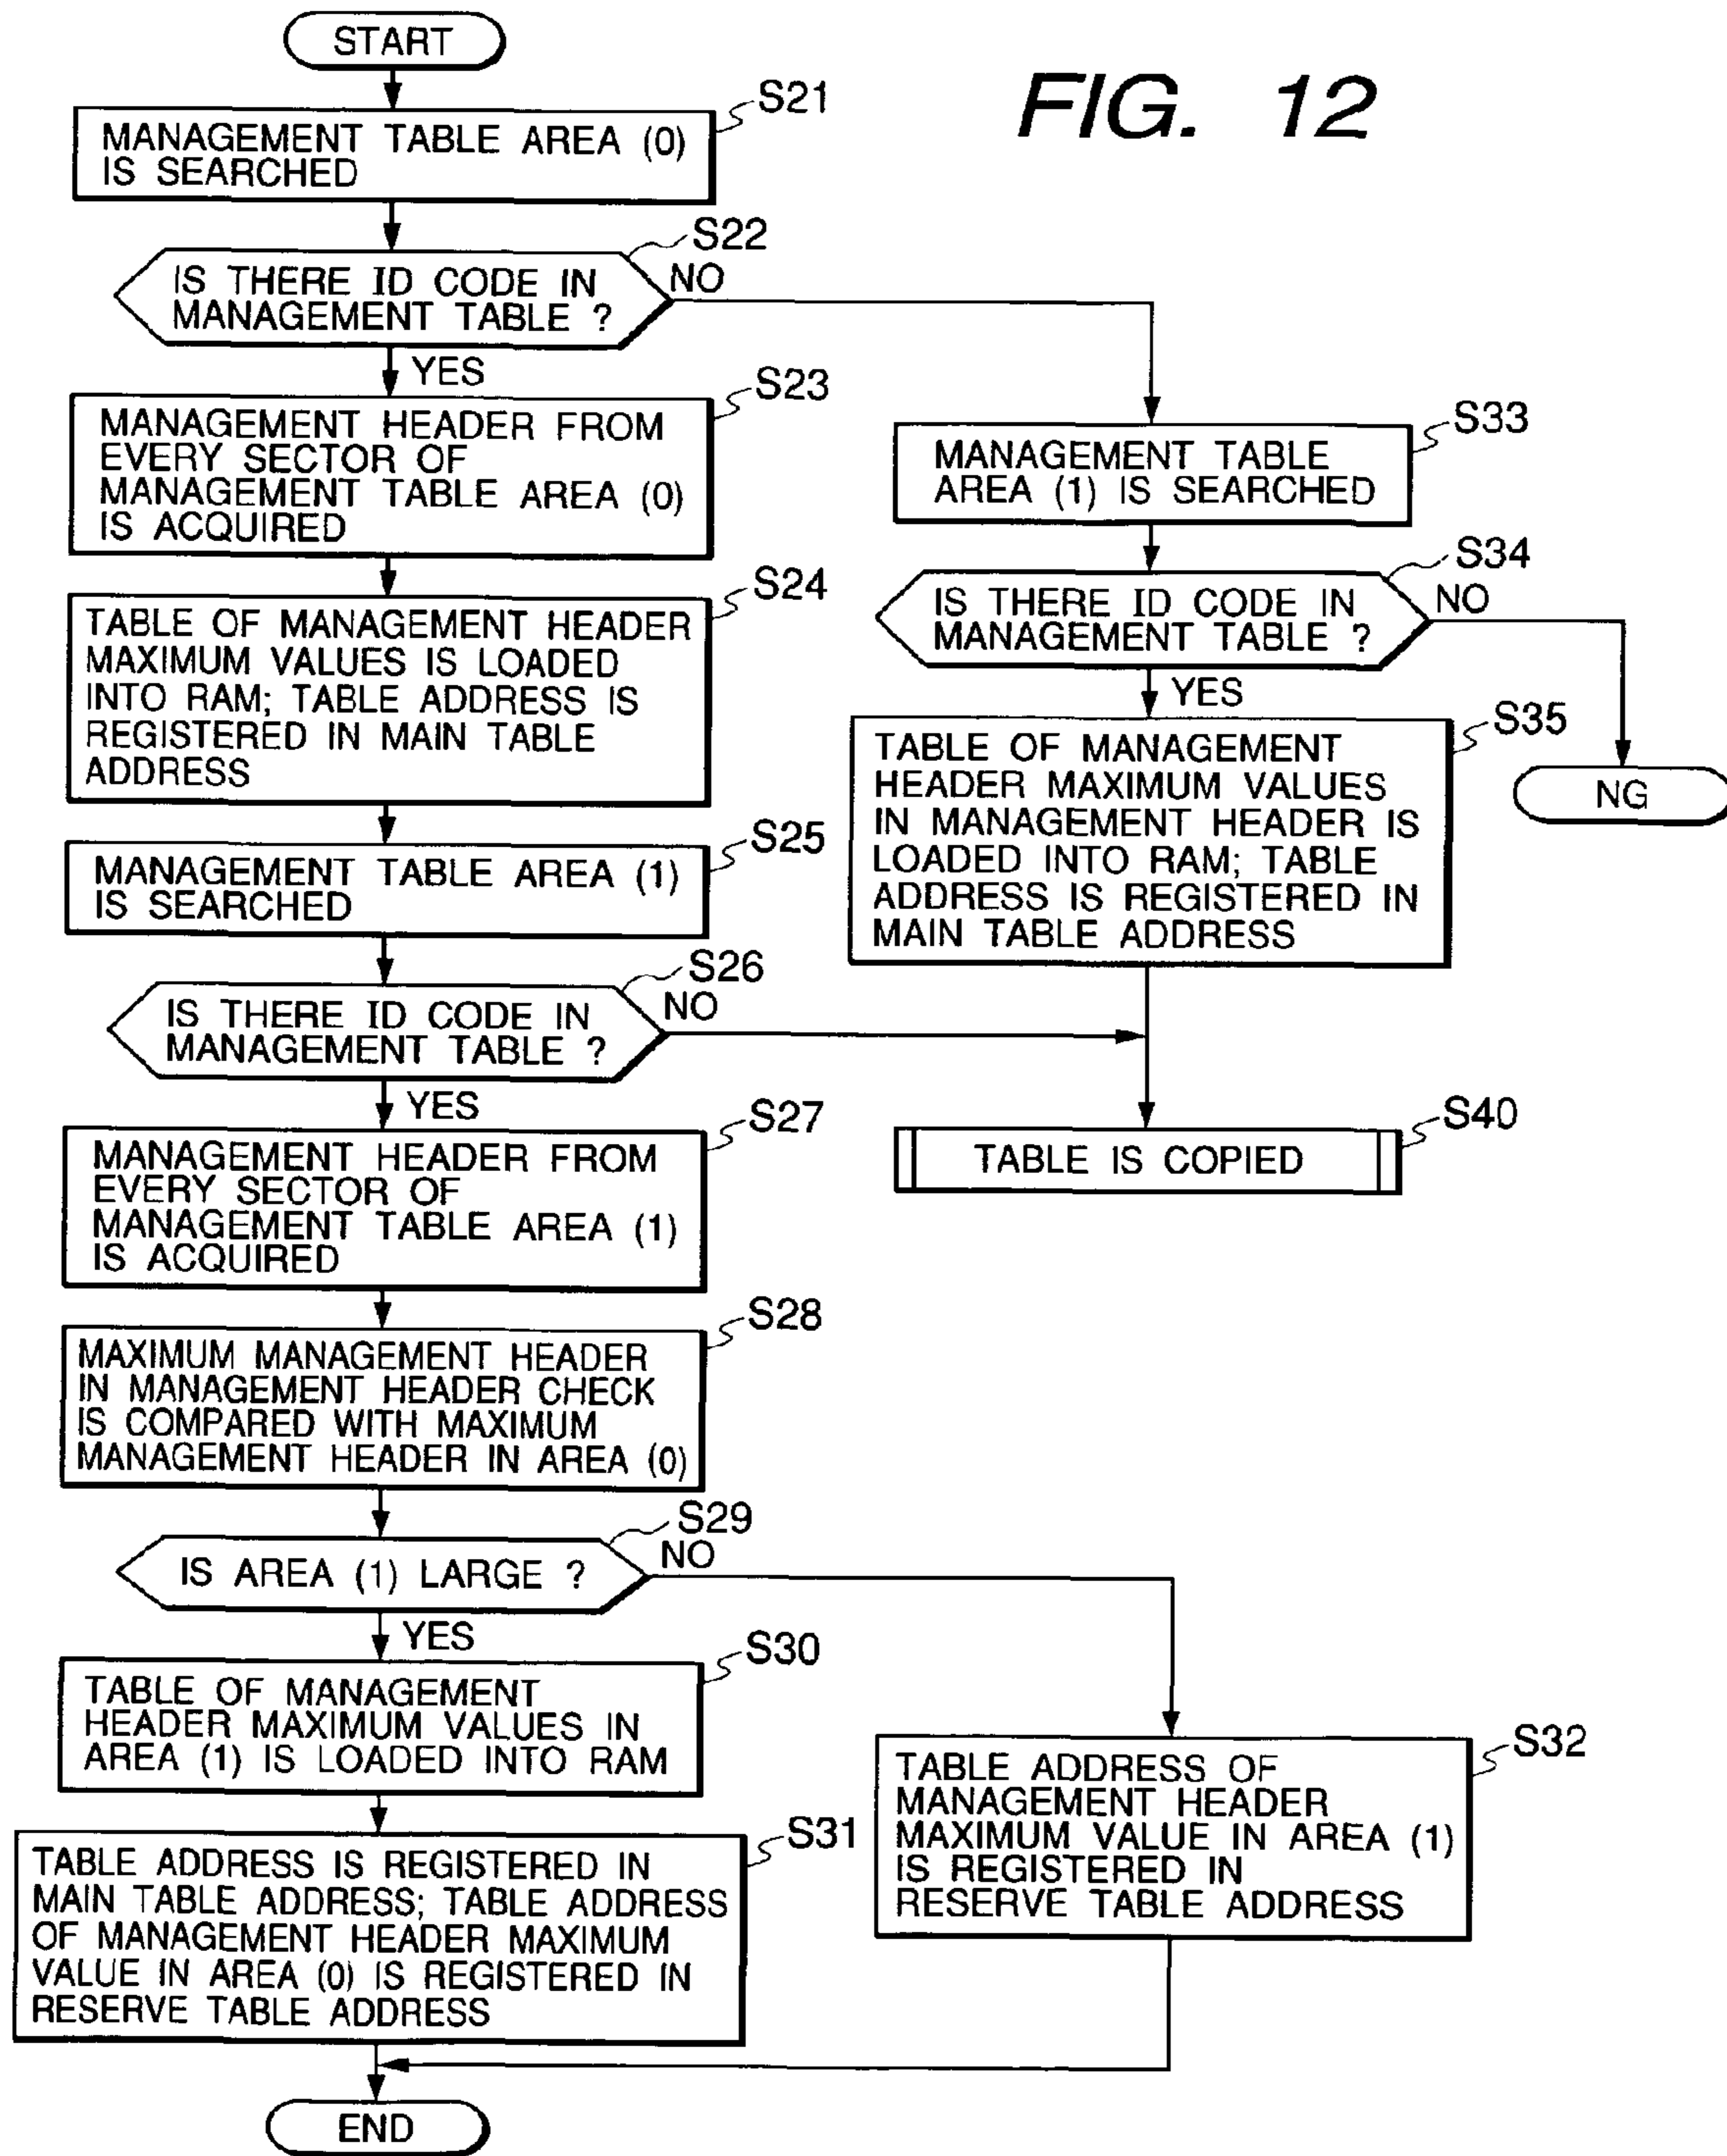 START
FIG. 12
S21
MANAGEMENT TABLE AREA (0)
IS SEARCHED
S22
IS THERE ID CODE IN
MANAGEMENT TABLE ?
NO
YES
S23
MANAGEMENT HEADER FROM
EVERY SECTOR OF
MANAGEMENT TABLE AREA (0)
IS ACQUIRED
S24
TABLE OF MANAGEMENT HEADER
MAXIMUM VALUES IS LOADED
INTO RAM; TABLE ADDRESS IS
REGISTERED IN MAIN TABLE
ADDRESS
S25
MANAGEMENT TABLE AREA (1)
IS SEARCHED
S26
IS THERE ID CODE IN
MANAGEMENT TABLE ?
NO
YES
S27
MANAGEMENT HEADER FROM
EVERY SECTOR OF
MANAGEMENT TABLE AREA (1)
IS ACQUIRED
S28
MAXIMUM MANAGEMENT HEADER
IN MANAGEMENT HEADER CHECK
IS COMPARED WITH MAXIMUM
MANAGEMENT HEADER IN AREA (0)
S29
IS AREA (1) LARGE ?
NO
YES
S30
TABLE OF MANAGEMENT
HEADER MAXIMUM VALUES IN
AREA (1) IS LOADED INTO RAM
S31
TABLE ADDRESS IS REGISTERED IN
MAIN TABLE ADDRESS; TABLE ADDRESS
OF MANAGEMENT HEADER MAXIMUM
VALUE IN AREA (0) IS REGISTERED IN
RESERVE TABLE ADDRESS
END
S33
MANAGEMENT TABLE
AREA (1) IS SEARCHED
S34
IS THERE ID CODE IN
MANAGEMENT TABLE ?
NO
YES
NG
S35
TABLE OF MANAGEMENT
HEADER MAXIMUM VALUES
IN MANAGEMENT HEADER IS
LOADED INTO RAM; TABLE
ADDRESS IS REGISTERED IN
MAIN TABLE ADDRESS
S40
TABLE IS COPIED
S32
TABLE ADDRESS OF
MANAGEMENT HEADER
MAXIMUM VALUE IN AREA (1)
IS REGISTERED IN
RESERVE TABLE ADDRESS